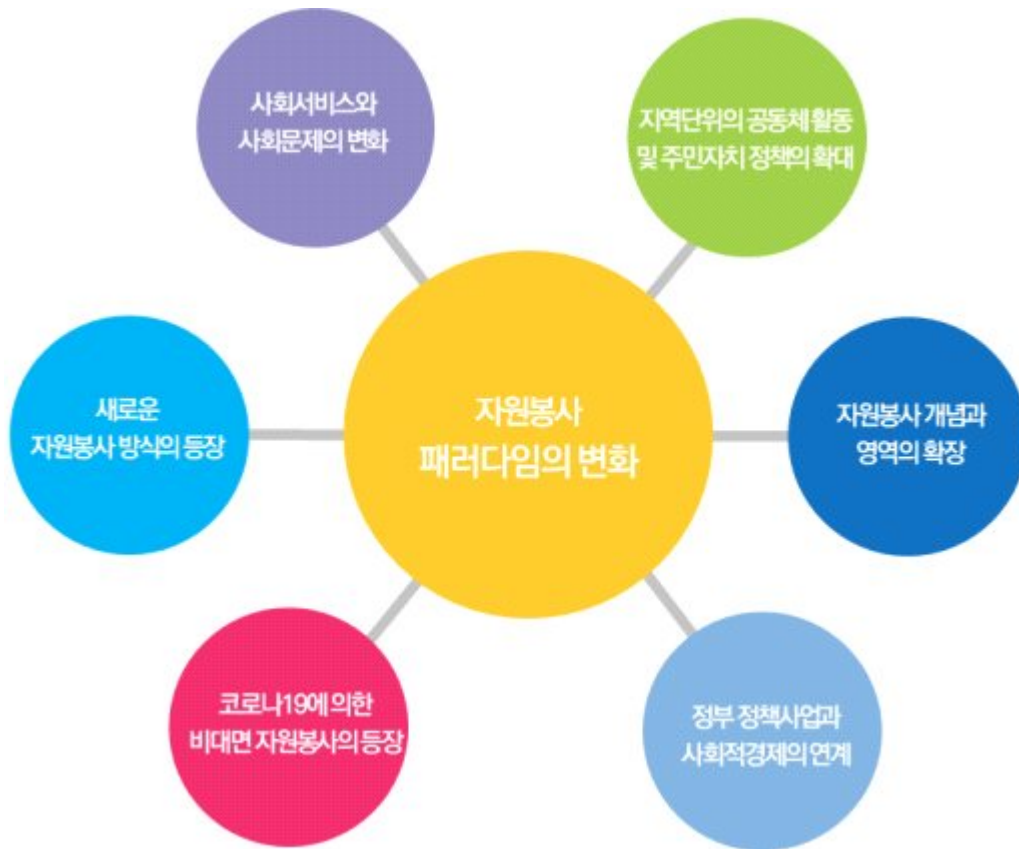 사회서비스와
사회문제의 변화
지역단위의 공동체 활동
및 주민자치 정책의 확대
새로운
자원봉사 방식의 등장
자원봉사
패러다임의 변화
자원봉사 개념과
영역의 확장
코로나19에 의한
비대면 자원봉사의 등장
정부 정책사업과
사회적경제의 연계